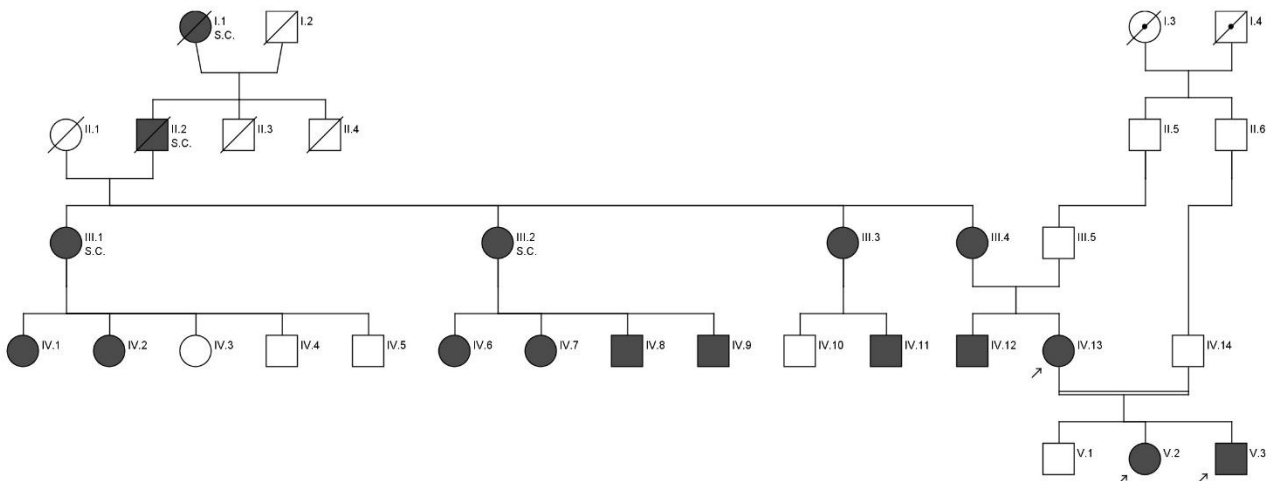 I.1
S.C.
I.2
I.3
I.4
II.1
II.2
S.C.
II.3
II.4
II.5
II.6
III.1
S.C.
III.2
S.C.
III.3
III.4
III.5
IV.1
IV.2
IV.3
IV.4
IV.5
IV.6
IV.7
IV.8
IV.9
IV.10
IV.11
IV.12
IV.13
IV.14
V.1
V.2
V.3